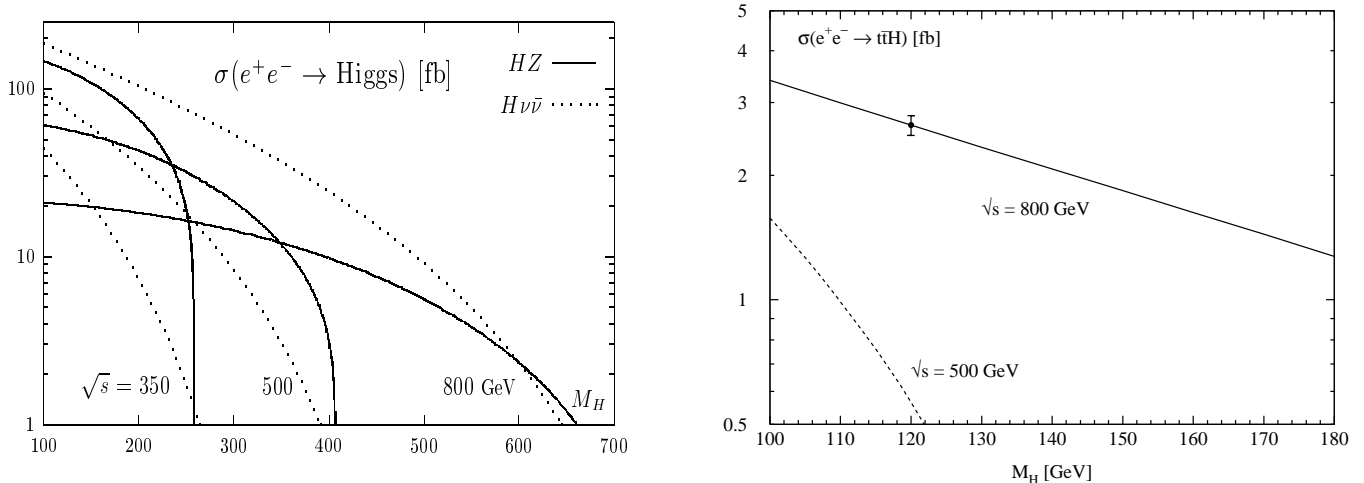 σ(e⁺e⁻ → Higgs) [fb]
HZ
Hνν̄
100
10
1
√s = 350
500
800 GeV
M_H
100 200 300 400 500 600 700
5
4
3
2
1
0.5
σ(e⁺e⁻ → tt̄H) [fb]
√s = 800 GeV
√s = 500 GeV
100 110 120 130 140 150 160 170 180
M_H [GeV]